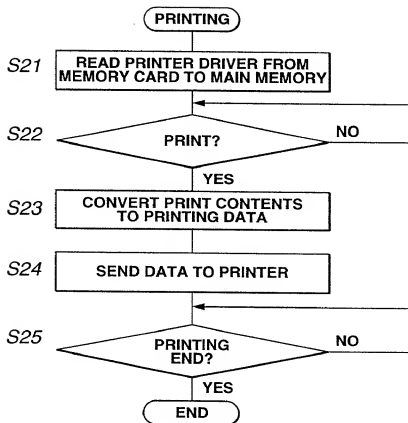 PRINTING
S21
READ PRINTER DRIVER FROM
MEMORY CARD TO MAIN MEMORY
S22
PRINT?
NO
YES
S23
CONVERT PRINT CONTENTS
TO PRINTING DATA
S24
SEND DATA TO PRINTER
S25
PRINTING
END?
NO
YES
END